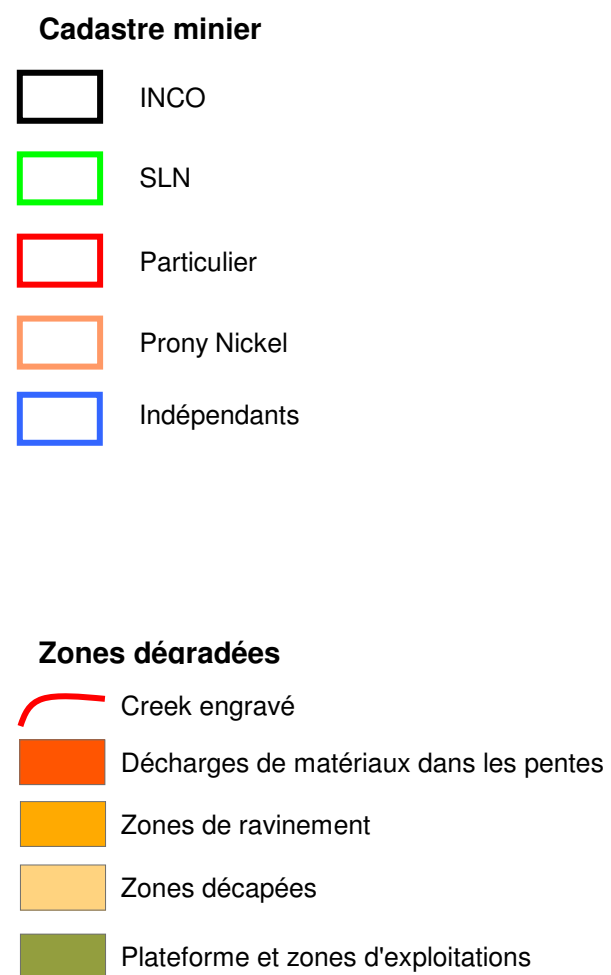 Cadastre minier
INCO
SLN
Particulier
Prony Nickel
Indépendants
Zones dégradées
Creek engravé
Décharges de matériaux dans les pentes
Zones de ravinement
Zones décapées
Plateforme et zones d'exploitations